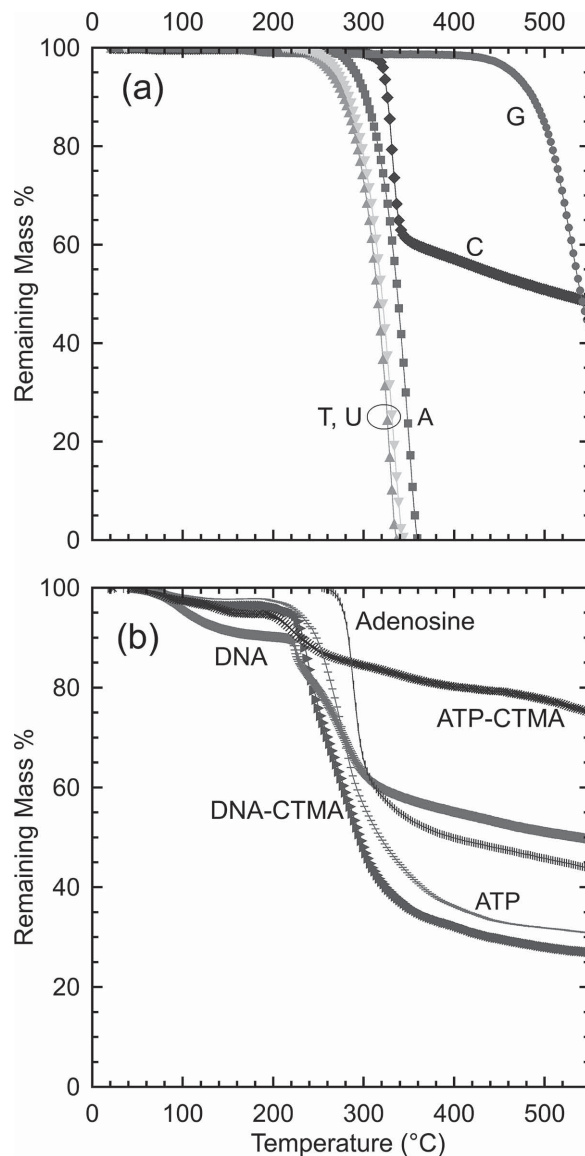 0 100 200 300 400 500
100
(a)
G
80
60
C
Remaining Mass %
40
T, U
A
20
0
100
Adenosine
(b)
DNA
80
ATP-CTMA
60
DNA-CTMA
Remaining Mass %
40
ATP
20
0
0 100 200 300 400 500
Temperature (°C)